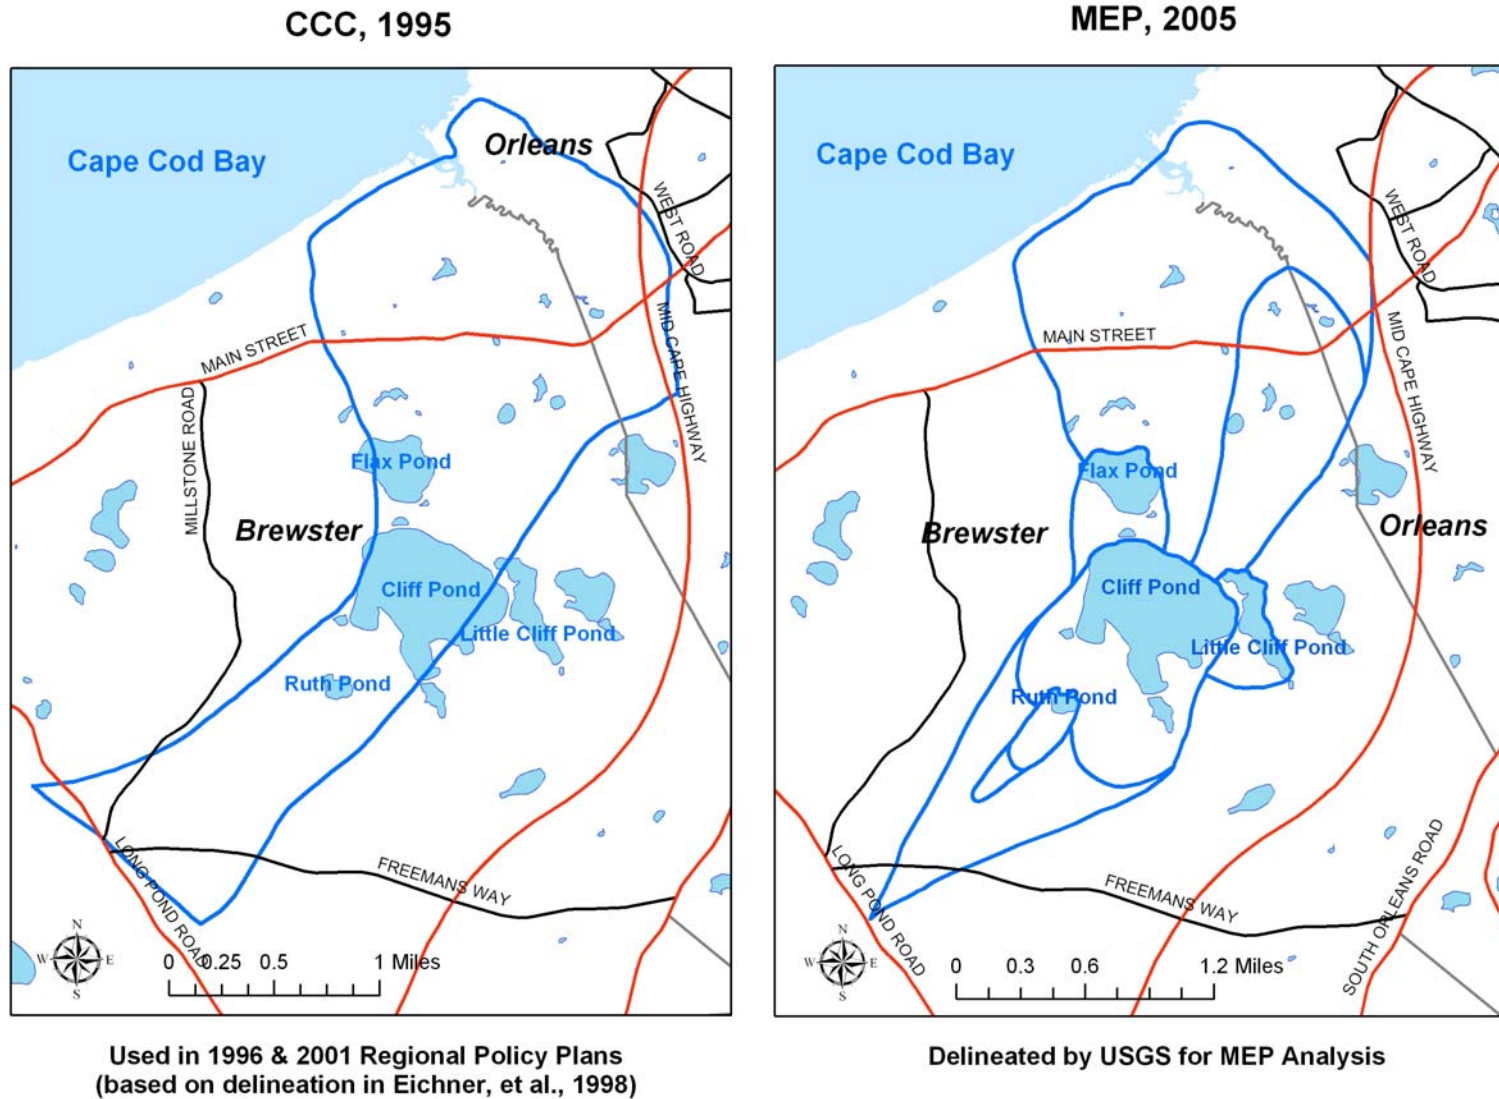 CCC, 1995
Cape Cod Bay
Orleans
WEST ROAD
MAIN STREET
MID CAPE HIGHWAY
MILLSTONE ROAD
Flax Pond
Brewster
Cliff Pond
Little Cliff Pond
Ruth Pond
LONG POND ROAD
FREEMANS WAY
N
W E
S
0 0.25 0.5 1 Miles
Used in 1996 & 2001 Regional Policy Plans
(based on delineation in Eichner, et al., 1998)
MEP, 2005
Cape Cod Bay
WEST ROAD
MAIN STREET
MID CAPE HIGHWAY
Flax Pond
Brewster
Orleans
Cliff Pond
Little Cliff Pond
Ruth Pond
LONG POND ROAD
FREEMANS WAY
SOUTH ORLEANS ROAD
N
W E
S
0 0.3 0.6 1.2 Miles
Delineated by USGS for MEP Analysis